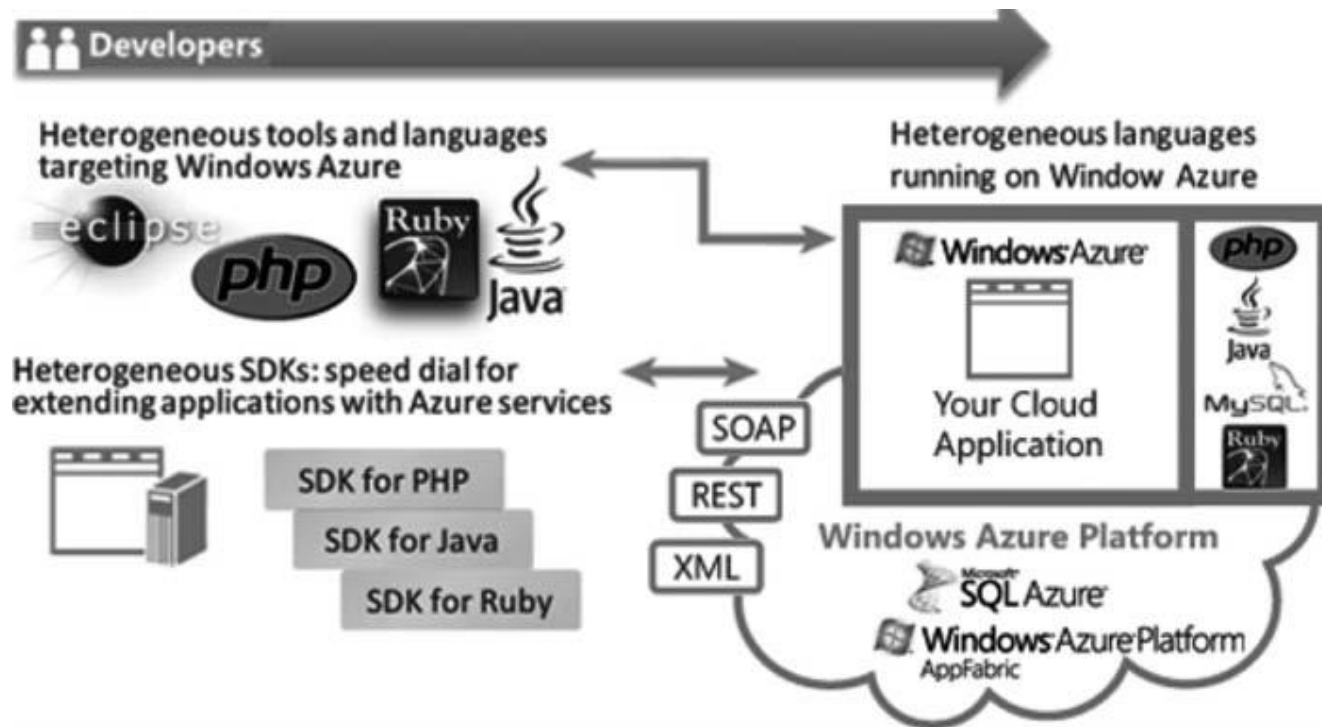 Developers
Heterogeneous tools and languages
targeting Windows Azure
eclipse
php
Ruby
Java
Heterogeneous SDKs: speed dial for
extending applications with Azure services
SDK for PHP
SDK for Java
SDK for Ruby
SOAP
REST
XML
Heterogeneous languages
running on Window Azure
Windows Azure
Your Cloud
Application
php
Java
MySQL
Ruby
Windows Azure Platform
Microsoft
SQL Azure
Windows Azure Platform
AppFabric